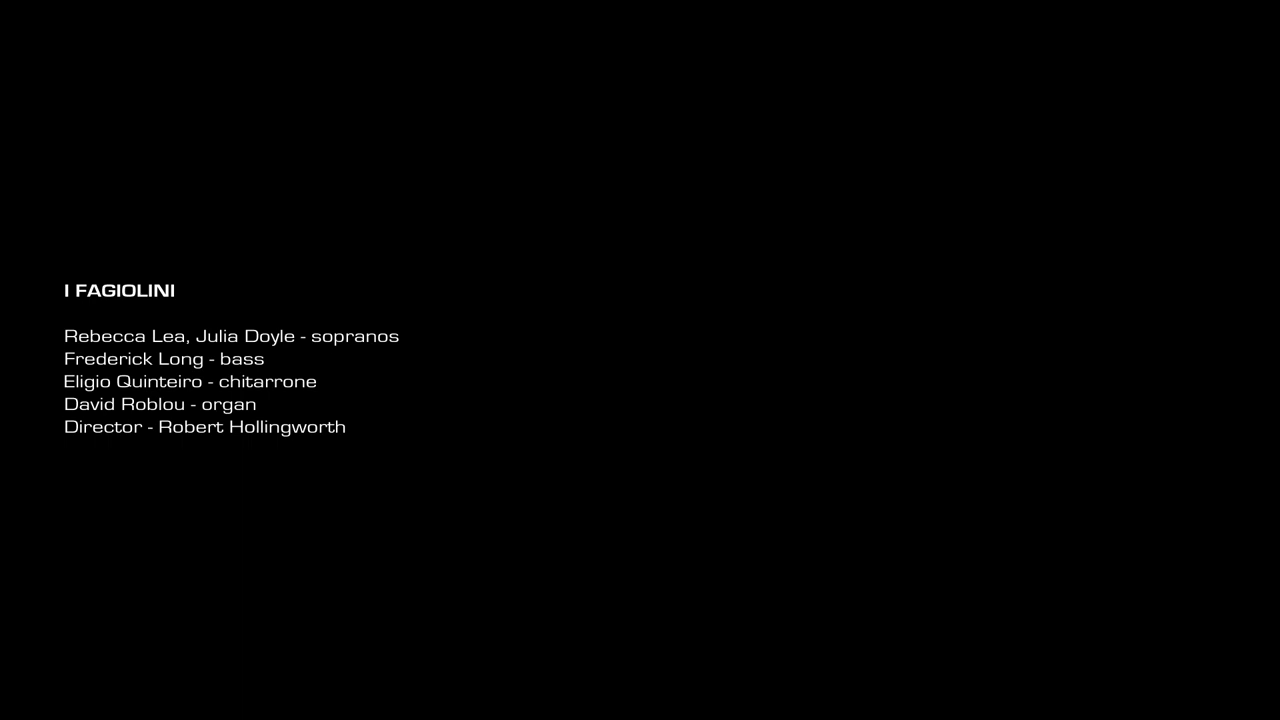 I FAGIOLINI
Rebecca Lea, Julia Doyle - sopranos
Frederick Long - bass
Eligio Quinteiro - chitarrone
David Roblou - organ
Director - Robert Hollingworth